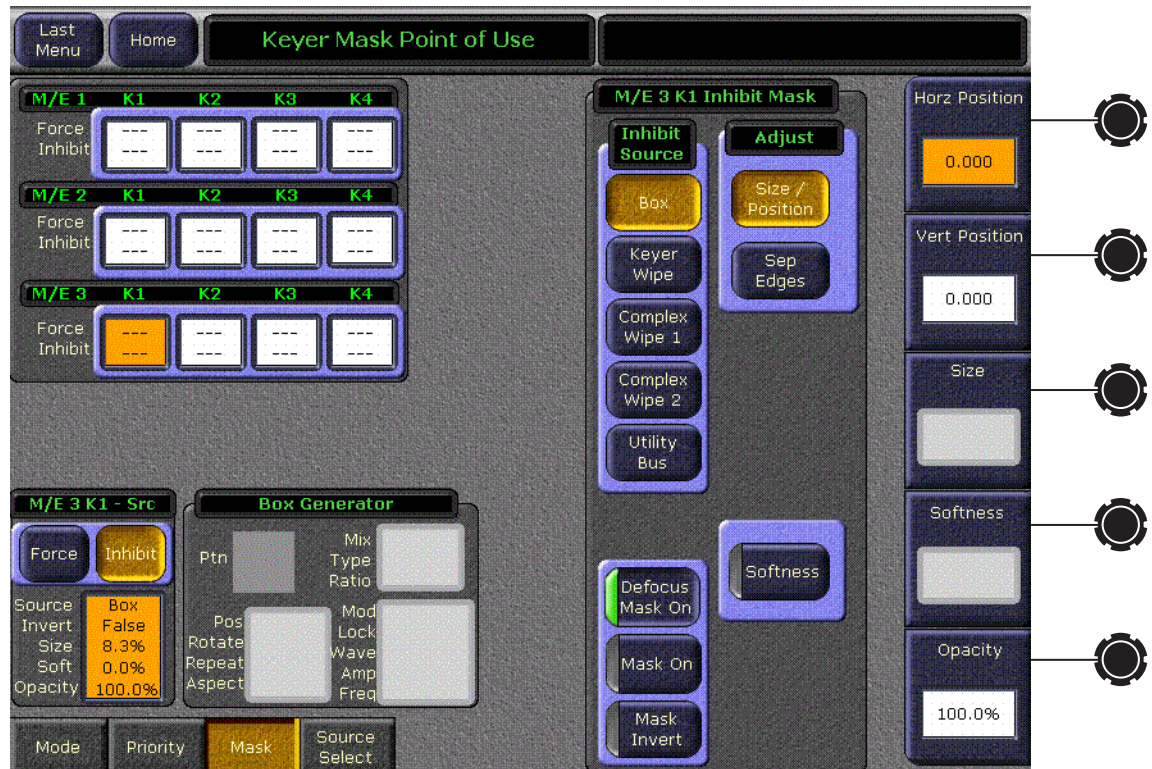 Last
Menu
Home
Keyer Mask Point of Use
M/E 1 K1 K2 K3 K4
Force
Inhibit
--- --- --- ---
--- --- --- ---
M/E 2 K1 K2 K3 K4
Force
Inhibit
--- --- --- ---
--- --- --- ---
M/E 3 K1 K2 K3 K4
Force
Inhibit
--- --- --- ---
--- --- --- ---
M/E 3 K1 - Src
Force
Inhibit
Source Box
Invert False
Size 8.3%
Soft 0.0%
Opacity 100.0%
Box Generator
Ptn
Mix
Type
Ratio
Pos
Rotate
Repeat
Aspect
Mod
Lock
Wave
Amp
Freq
Mode
Priority
Mask
Source
Select
M/E 3 K1 Inhibit Mask
Inhibit
Source
Box
Keyer
Wipe
Complex
Wipe 1
Complex
Wipe 2
Utility
Bus
Adjust
Size /
Position
Sep
Edges
Defocus
Mask On
Mask On
Mask
Invert
Softness
Horz Position
0.000
Vert Position
0.000
Size
Softness
Opacity
100.0%